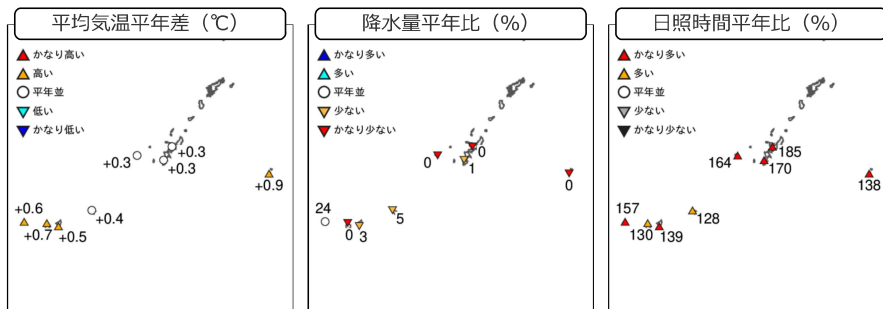 平均気温平年差（℃）
かなり高い
高い
平年並
低い
かなり低い
+0.3
+0.3
+0.3
+0.9
+0.4
+0.6
+0.7
+0.5
降水量平年比（%）
かなり多い
多い
平年並
少ない
かなり少ない
0
0
1
0
24
5
0
3
日照時間平年比（%）
かなり多い
多い
平年並
少ない
かなり少ない
185
164
170
138
157
128
130
139